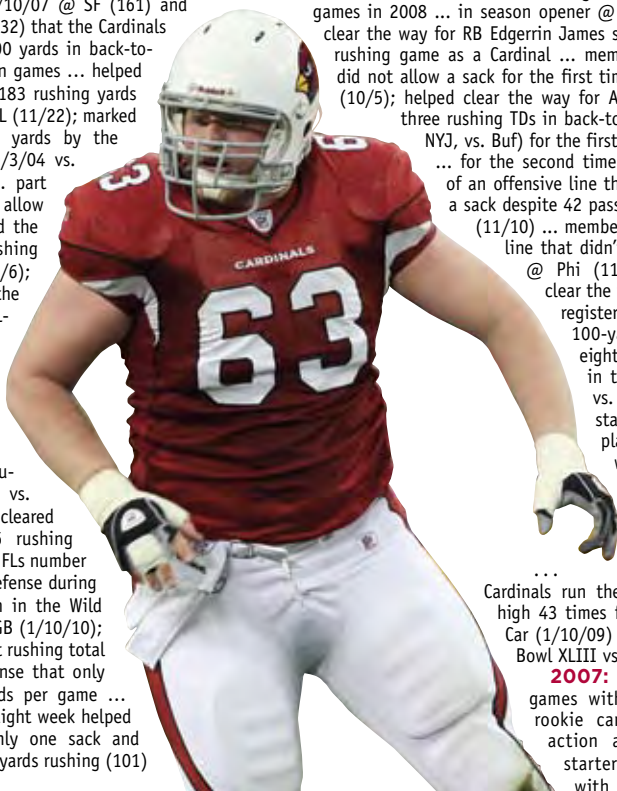 /10/07 @ SF (161) and
32) that the Cardinals
00 yards in back-to-
n games ... helped
183 rushing yards
L (11/22); marked
yards by the
/3/04 vs.
. part
allow
d the
shing
/6);
the
l-
u-
vs.
cleared
rushing
FLs number
efense during
n in the Wild
GB (1/10/10);
t rushing total
nse that only
ds per game ...
ight week helped
nly one sack and
yards rushing (101)
63
CARDINALS
63
games in 2008 ... in season opener @
clear the way for RB Edgerrin James
rushing game as a Cardinal ... mem
did not allow a sack for the first tim
(10/5); helped clear the way for A
three rushing TDs in back-to
NYJ, vs. Buf) for the first
... for the second time
of an offensive line th
a sack despite 42 pass
(11/10) ... membe
line that didn't
@ Phi (11
clear the
register
100-ya
eight
in t
vs.
sta
pla
...
Cardinals run the
high 43 times f
Car (1/10/09)
Bowl XLIII vs
2007:
games with
rookie car
action a
starter
with